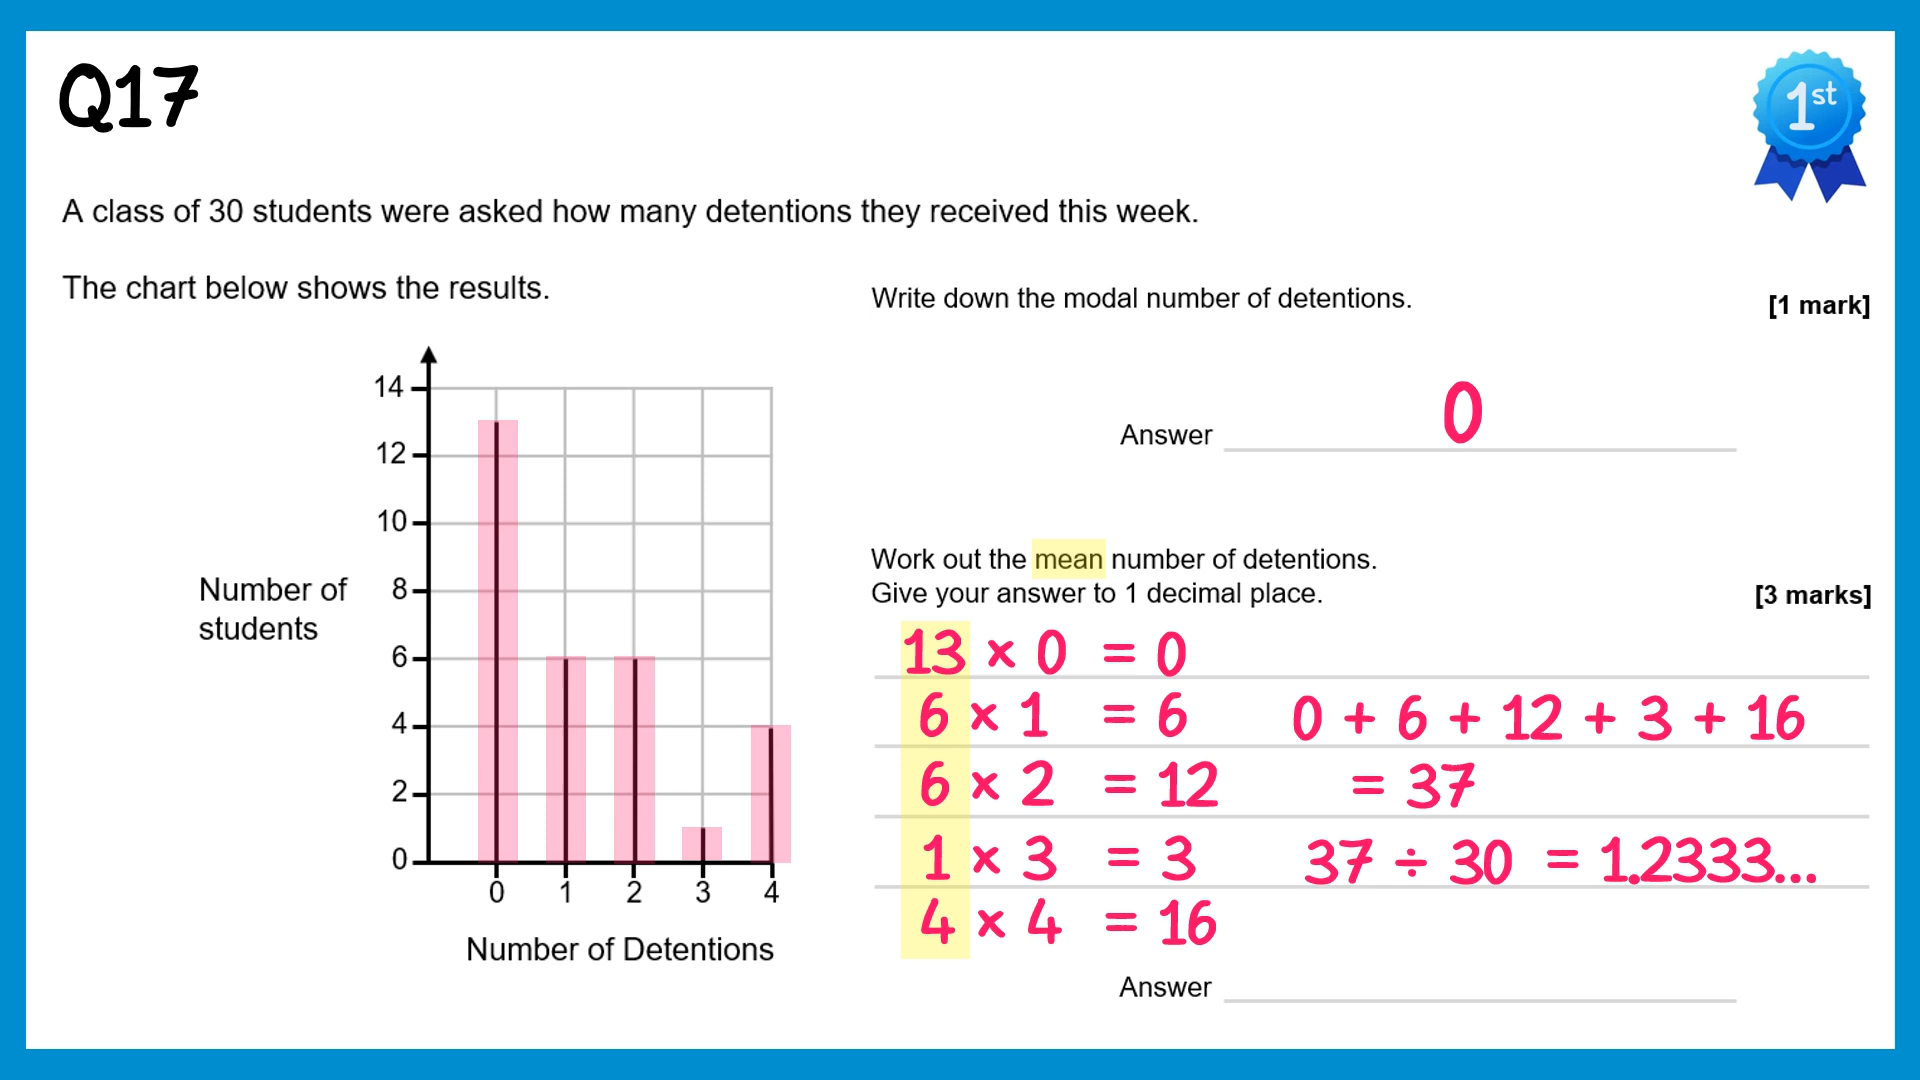 Q17
1st
A class of 30 students were asked how many detentions they received this week.
The chart below shows the results.
14
12
10
8
6
4
2
0
Number of
students
0 1 2 3 4
Number of Detentions
Write down the modal number of detentions.
[1 mark]
Answer 0
Work out the mean number of detentions.
Give your answer to 1 decimal place.
[3 marks]
13 × 0 = 0
6 × 1 = 6
6 × 2 = 12
1 × 3 = 3
4 × 4 = 16
0 + 6 + 12 + 3 + 16
= 37
37 ÷ 30 = 1.2333...
Answer